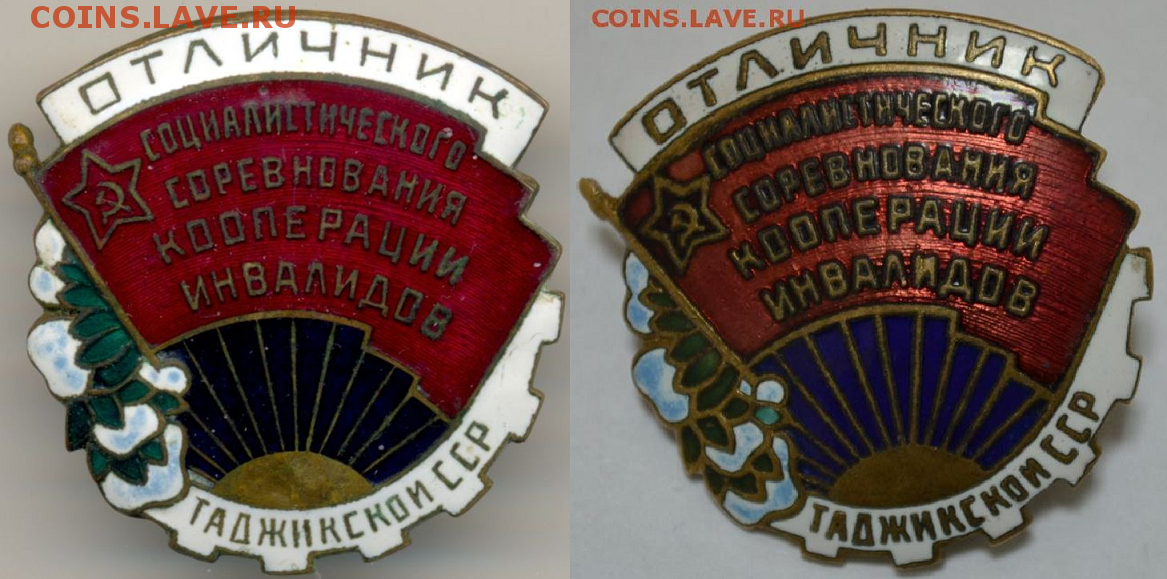 COINS.LAVE.RU
ОТЛИЧНИК
СОЦИАЛИСТИЧЕСКОГО
СОРЕВНОВАНИЯ
КООПЕРАЦИИ
ИНВАЛИДОВ
ТАДЖИКСКОЙ ССР
COINS.LAVE.RU
ОТЛИЧНИК
СОЦИАЛИСТИЧЕСКОГО
СОРЕВНОВАНИЯ
КООПЕРАЦИИ
ИНВАЛИДОВ
ТАДЖИКСКОЙ ССР